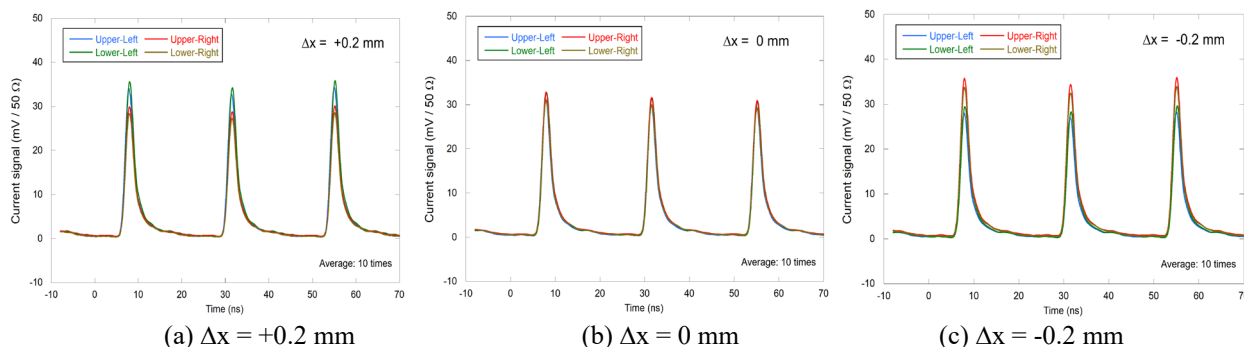 50
40
30
20
10
0
-10
Current signal (mV / 50 Ω)
Upper-Left Upper-Right
Lower-Left Lower-Right
Δx = +0.2 mm
Average: 10 times
-10 0 10 20 30 40 50 60 70
Time (ns)
(a) Δx = +0.2 mm
50
40
30
20
10
0
-10
Current signal (mV / 50 Ω)
Upper-Left Upper-Right
Lower-Left Lower-Right
Δx = 0 mm
Average: 10 times
-10 0 10 20 30 40 50 60 70
Time (ns)
(b) Δx = 0 mm
50
40
30
20
10
0
-10
Current signal (mV / 50 Ω)
Upper-Left Upper-Right
Lower-Left Lower-Right
Δx = -0.2 mm
Average: 10 times
-10 0 10 20 30 40 50 60 70
Time (ns)
(c) Δx = -0.2 mm